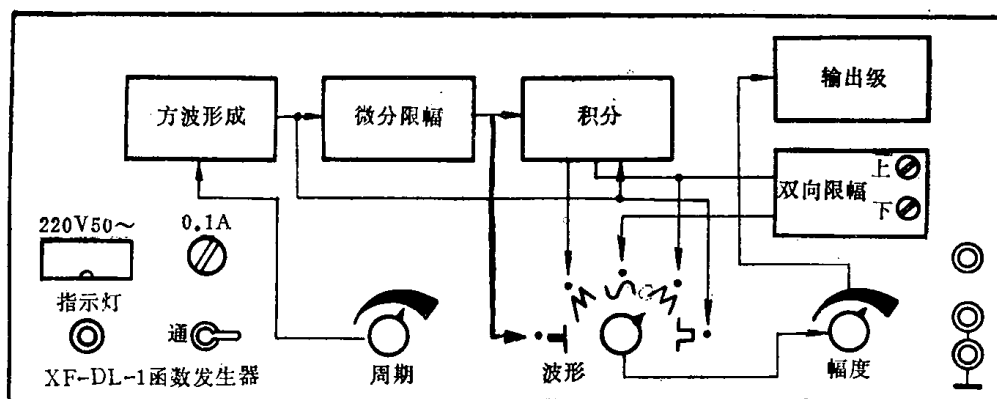 输出级
方波形成
微分限幅
积分
双向限幅
上
下
220V50~
0.1A
指示灯
通
XF-DL-1函数发生器
周期
波形
幅度